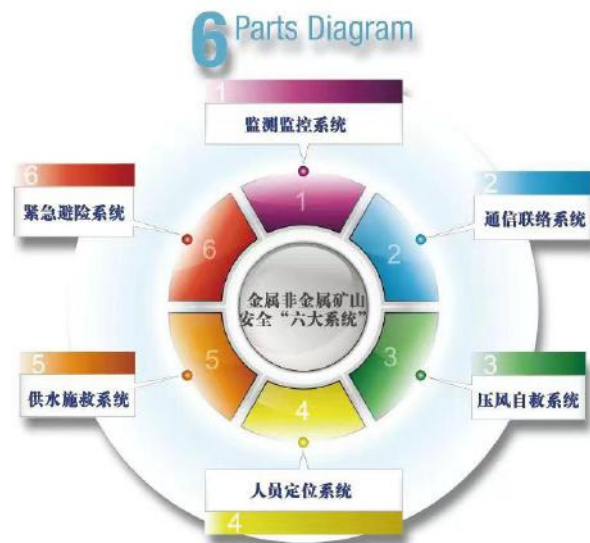 6 Parts Diagram
1
监测监控系统
6
紧急避险系统
2
通信联络系统
1
6
2
金属非金属矿山
安全“六大系统”
5
3
4
5
供水施救系统
3
压风自救系统
人员定位系统
4